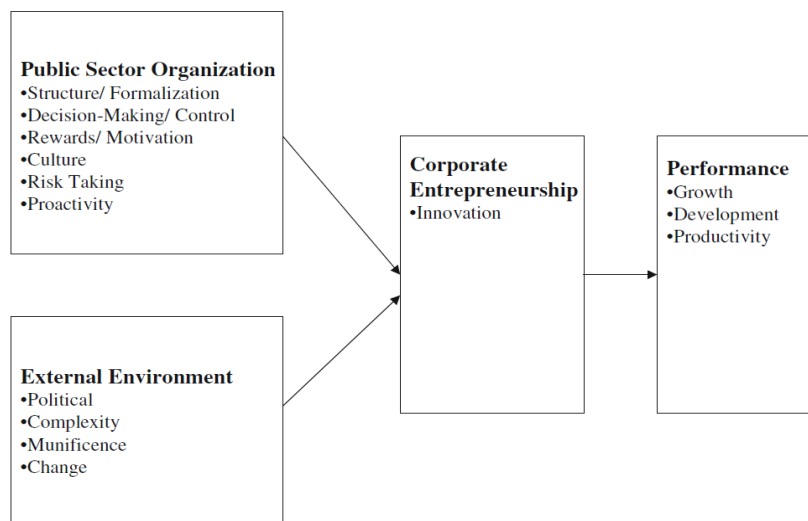 Public Sector Organization
•Structure/ Formalization
•Decision-Making/ Control
•Rewards/ Motivation
•Culture
•Risk Taking
•Proactivity
External Environment
•Political
•Complexity
•Munificence
•Change
Corporate
Entrepreneurship
•Innovation
Performance
•Growth
•Development
•Productivity